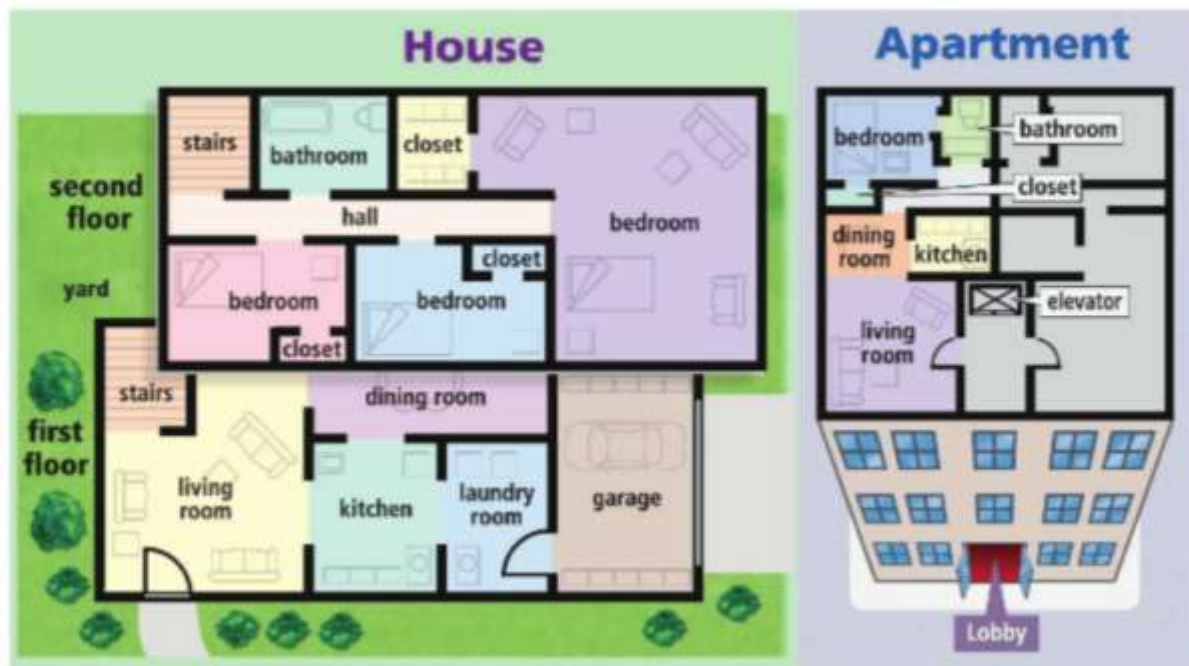 House
stairs
bathroom
closet
second
floor
hall
bedroom
closet
yard
bedroom
bedroom
closet
stairs
dining room
first
floor
living
room
kitchen
laundry
room
garage
Apartment
bedroom
bathroom
closet
dining
room
kitchen
elevator
living
room
Lobby